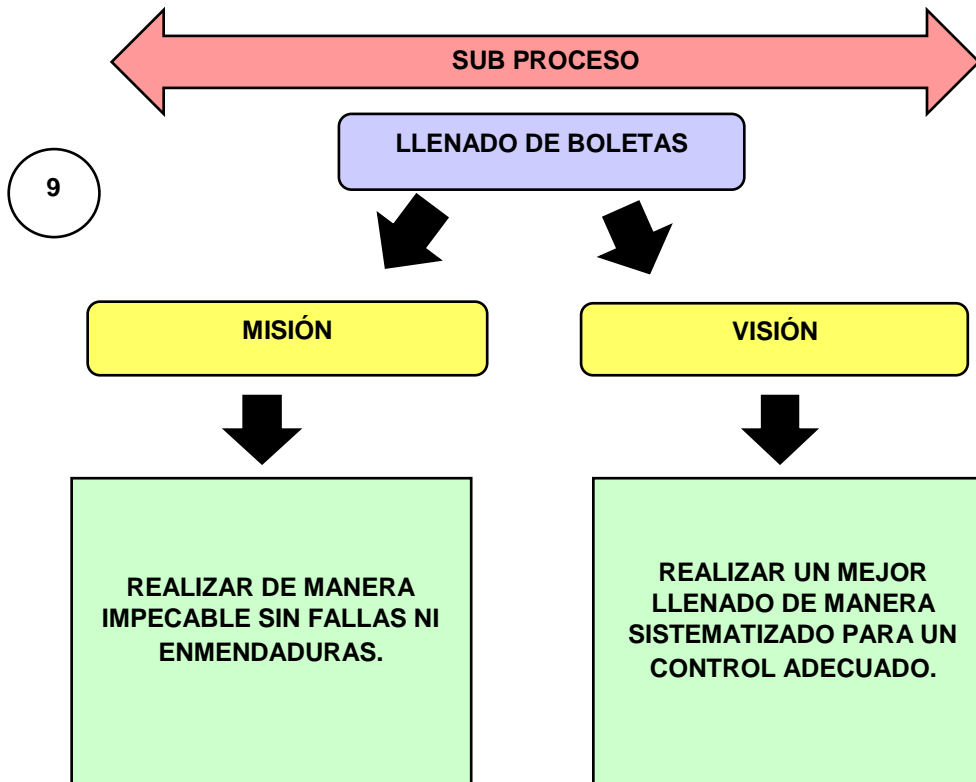 SUB PROCESO
LLENADO DE BOLETAS
9
MISIÓN
VISIÓN
REALIZAR DE MANERA
IMPECABLE SIN FALLAS NI
ENMENDADURAS.
REALIZAR UN MEJOR
LLENADO DE MANERA
SISTEMATIZADO PARA UN
CONTROL ADECUADO.